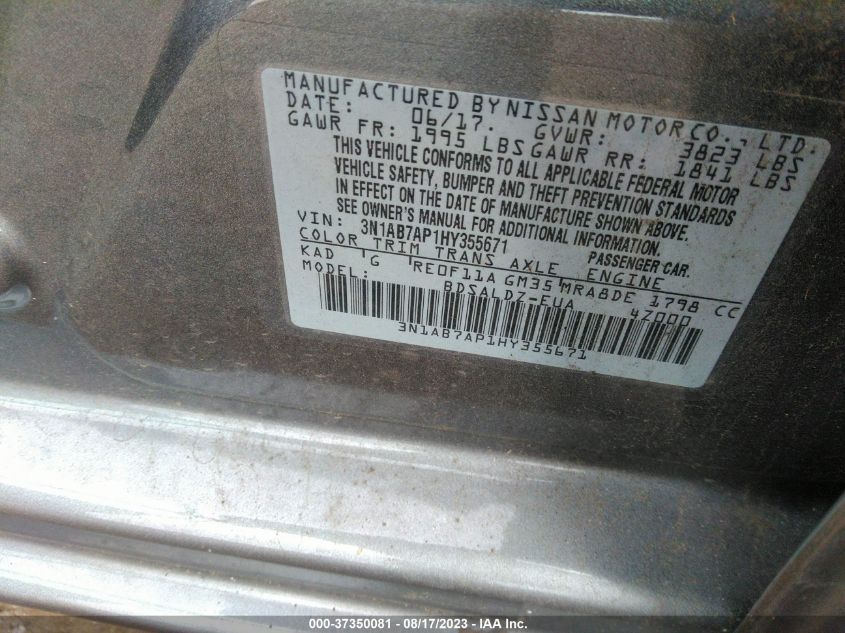 MANUFACTURED BY NISSAN MOTOR CO., LTD.
DATE: 06/17. GVWR: 3823 LBS
GAWR FR: 1995 LBS GAWR RR: 1841 LBS
THIS VEHICLE CONFORMS TO ALL APPLICABLE FEDERAL MOTOR
VEHICLE SAFETY, BUMPER AND THEFT PREVENTION STANDARDS
IN EFFECT ON THE DATE OF MANUFACTURE SHOWN ABOVE.
SEE OWNER'S MANUAL FOR ADDITIONAL INFORMATION.
VIN: 3N1AB7AP1HY355671 PASSENGER CAR.
COLOR TRIM TRANS AXLE ENGINE
KAD G RE0F11A GM35 MRA8DE 1798 CC
MODEL: BDSALDZ-EUA 4Z000
3N1AB7AP1HY355671
000-37350081 - 08/17/2023 - IAA Inc.